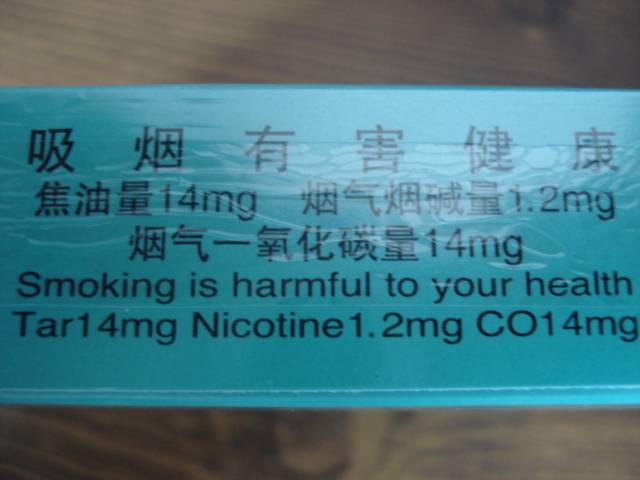 吸烟有害健康
焦油量14mg 烟气烟碱量1.2mg
烟气一氧化碳量14mg
Smoking is harmful to your health
Tar14mg Nicotine1.2mg CO14mg